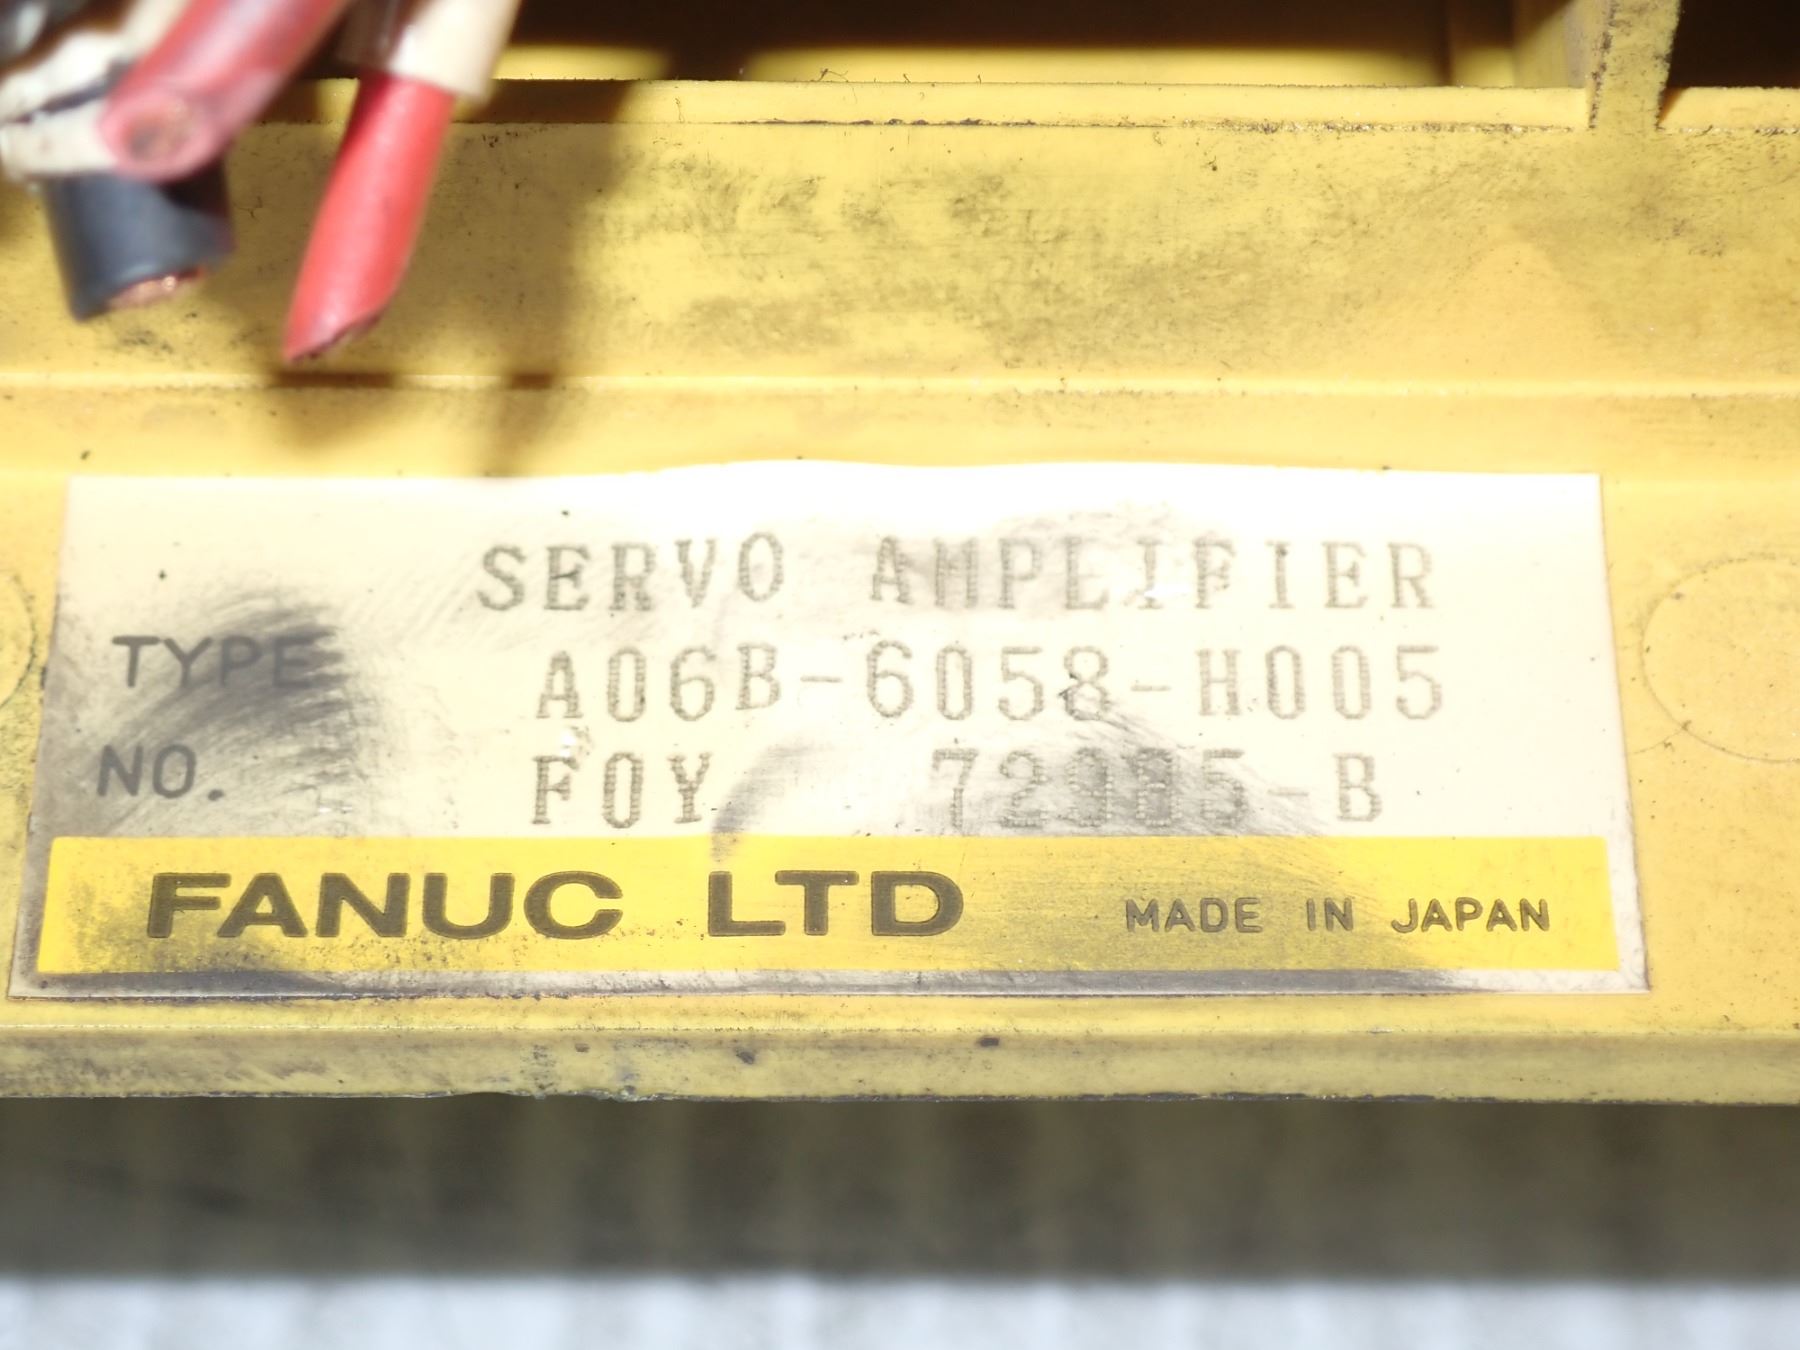 SERVO AMPLIFIER
TYPE A06B-6058-H005
NO. F0Y
FANUC LTD MADE IN JAPAN